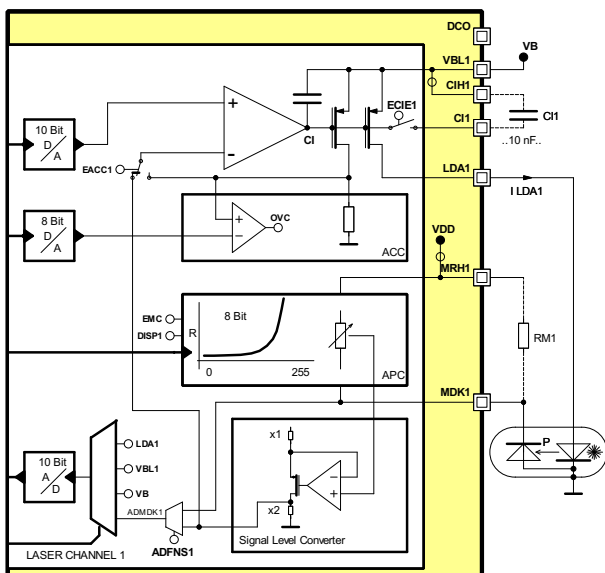 DCO
VBL1
VB
CIH1
CI1
CI1
..10 nF..
ECIE1
CI
+
-
10 Bit
D/A
EACC1
LDA1
I LDA1
8 Bit
D/A
+
-
OVC
ACC
VDD
MRH1
EMC
DISP1
R
8 Bit
0
255
APC
RM1
MDK1
P
LDA1
VBL1
VB
10 Bit
A/D
ADMDK1
ADFNS1
x1
x2
-
+
Signal Level Converter
LASER CHANNEL 1